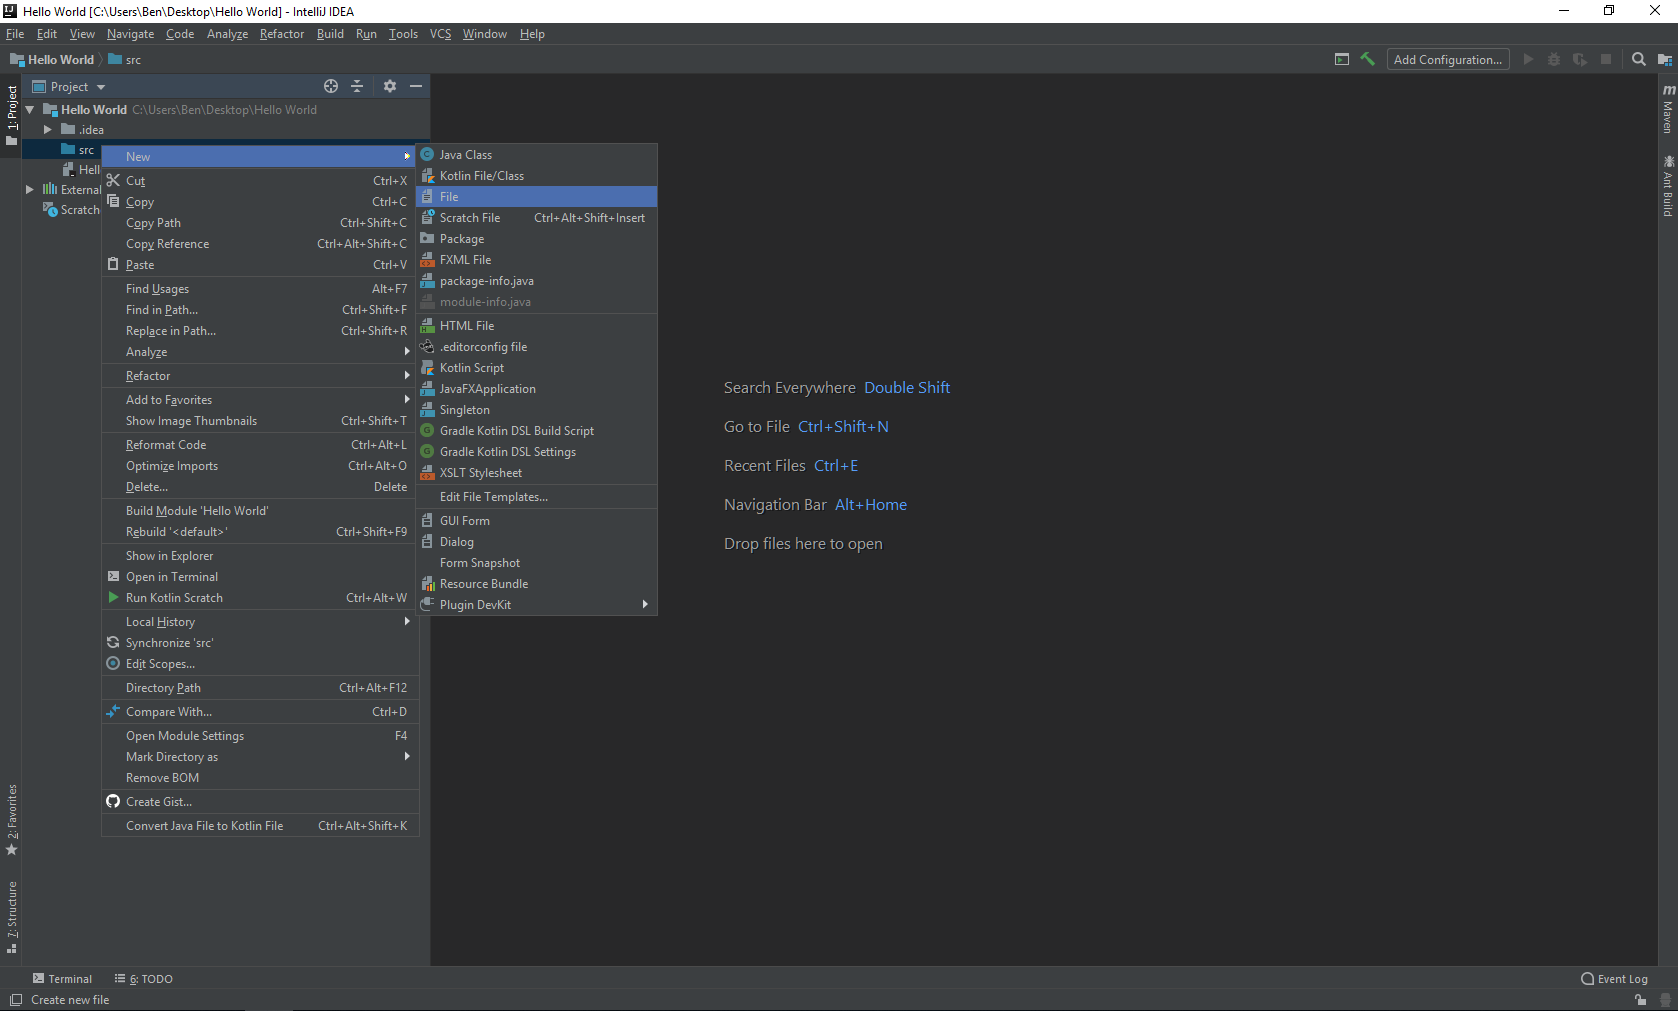 Hello World [C:\Users\Ben\Desktop\Hello World] - IntelliJ IDEA
File Edit View Navigate Code Analyze Refactor Build Run Tools VCS Window Help
Hello World src Add Configuration...
1: Project
Project
Hello World C:\Users\Ben\Desktop\Hello World
.idea
src
Hell
External
Scratch
New
Cut Ctrl+X
Copy Ctrl+C
Copy Path Ctrl+Shift+C
Copy Reference Ctrl+Alt+Shift+C
Paste Ctrl+V
Find Usages Alt+F7
Find in Path... Ctrl+Shift+F
Replace in Path... Ctrl+Shift+R
Analyze
Refactor
Add to Favorites
Show Image Thumbnails Ctrl+Shift+T
Reformat Code Ctrl+Alt+L
Optimize Imports Ctrl+Alt+O
Delete... Delete
Build Module 'Hello World'
Rebuild '<default>' Ctrl+Shift+F9
Show in Explorer
Open in Terminal
Run Kotlin Scratch Ctrl+Alt+W
Local History
Synchronize 'src'
Edit Scopes...
Directory Path Ctrl+Alt+F12
Compare With... Ctrl+D
Open Module Settings F4
Mark Directory as
Remove BOM
Create Gist...
Convert Java File to Kotlin File Ctrl+Alt+Shift+K
Java Class
Kotlin File/Class
File
Scratch File Ctrl+Alt+Shift+Insert
Package
FXML File
package-info.java
module-info.java
HTML File
.editorconfig file
Kotlin Script
JavaFXApplication
Singleton
Gradle Kotlin DSL Build Script
Gradle Kotlin DSL Settings
XSLT Stylesheet
Edit File Templates...
GUI Form
Dialog
Form Snapshot
Resource Bundle
Plugin DevKit
Search Everywhere Double Shift
Go to File Ctrl+Shift+N
Recent Files Ctrl+E
Navigation Bar Alt+Home
Drop files here to open
m Maven
Ant Build
2: Favorites
7: Structure
Terminal 6: TODO Event Log
Create new file